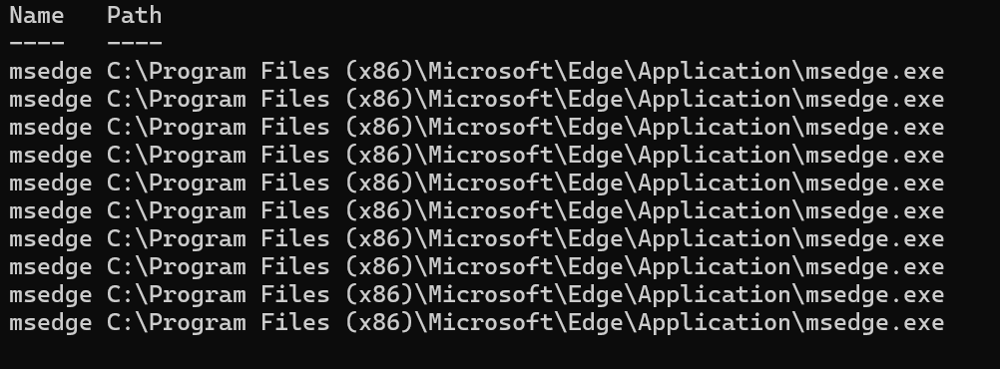 Name   Path
----   ----
msedge C:\Program Files (x86)\Microsoft\Edge\Application\msedge.exe
msedge C:\Program Files (x86)\Microsoft\Edge\Application\msedge.exe
msedge C:\Program Files (x86)\Microsoft\Edge\Application\msedge.exe
msedge C:\Program Files (x86)\Microsoft\Edge\Application\msedge.exe
msedge C:\Program Files (x86)\Microsoft\Edge\Application\msedge.exe
msedge C:\Program Files (x86)\Microsoft\Edge\Application\msedge.exe
msedge C:\Program Files (x86)\Microsoft\Edge\Application\msedge.exe
msedge C:\Program Files (x86)\Microsoft\Edge\Application\msedge.exe
msedge C:\Program Files (x86)\Microsoft\Edge\Application\msedge.exe
msedge C:\Program Files (x86)\Microsoft\Edge\Application\msedge.exe